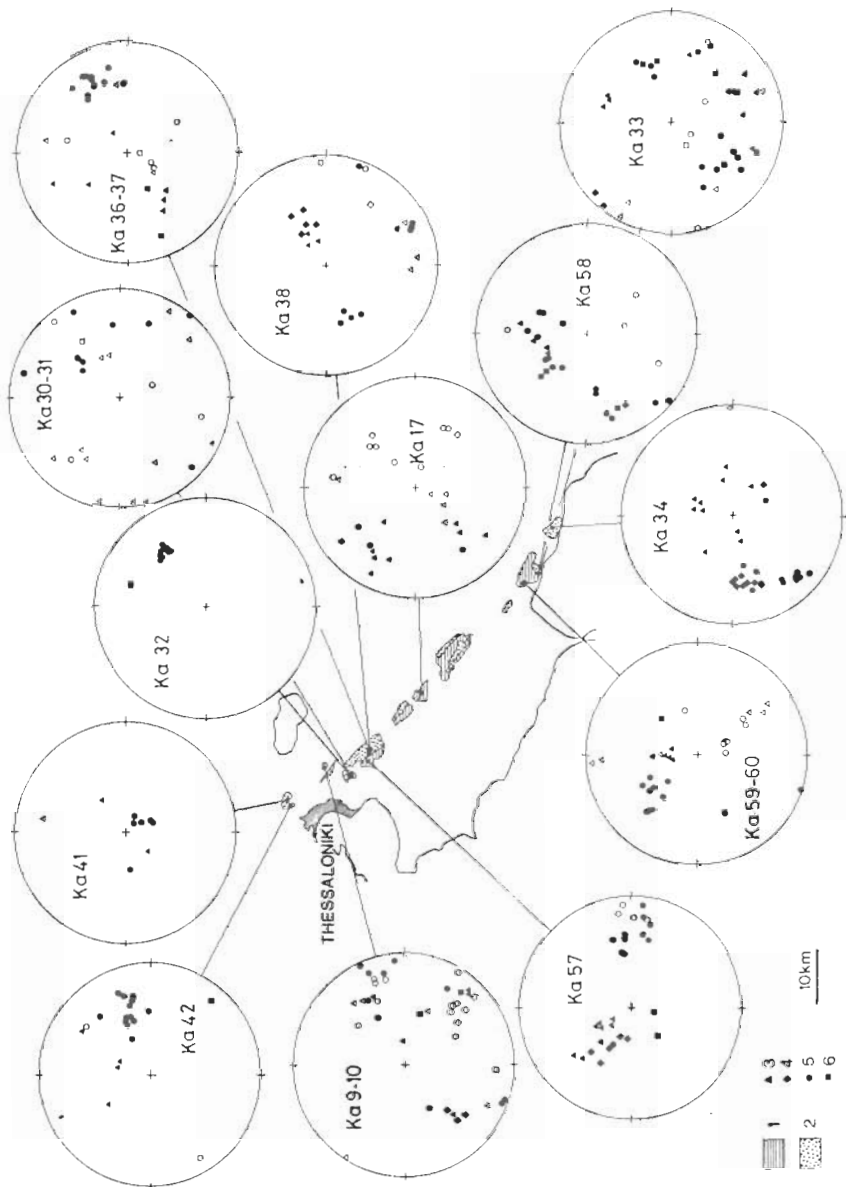 Ka 36-37
Ka 30-31
Ka 38
Ka 33
Ka 32
Ka 17
Ka 58
Ka 41
Ka 34
THESSALONIKI
Ka 42
Ka 59-60
Ka 9-10
Ka 57
10km
1
2
3
4
5
6